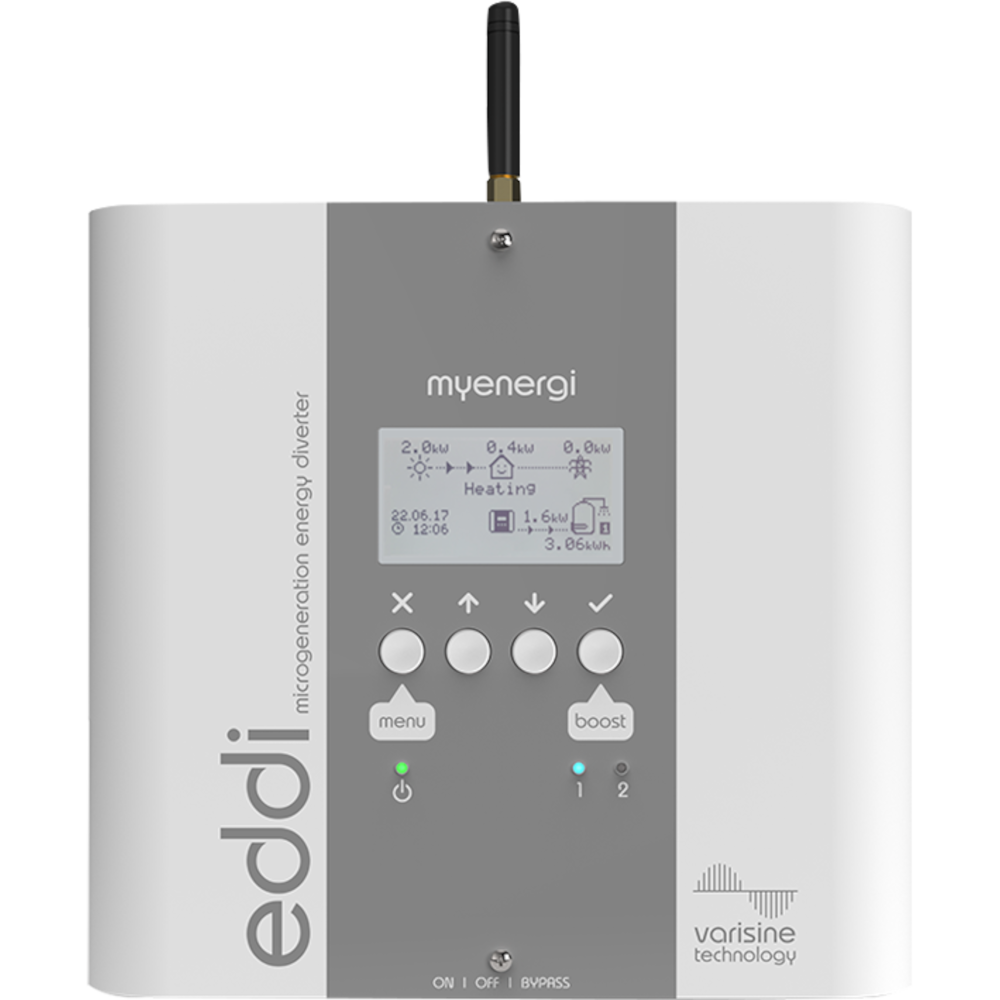 myenergi
2.0kW 0.4kW 0.0kW
Heating
22.06.17
12:06
1.6kW
1
3.06kWh
menu
boost
1 2
ON | OFF | BYPASS
eddi
microgeneration energy diverter
varisine
technology